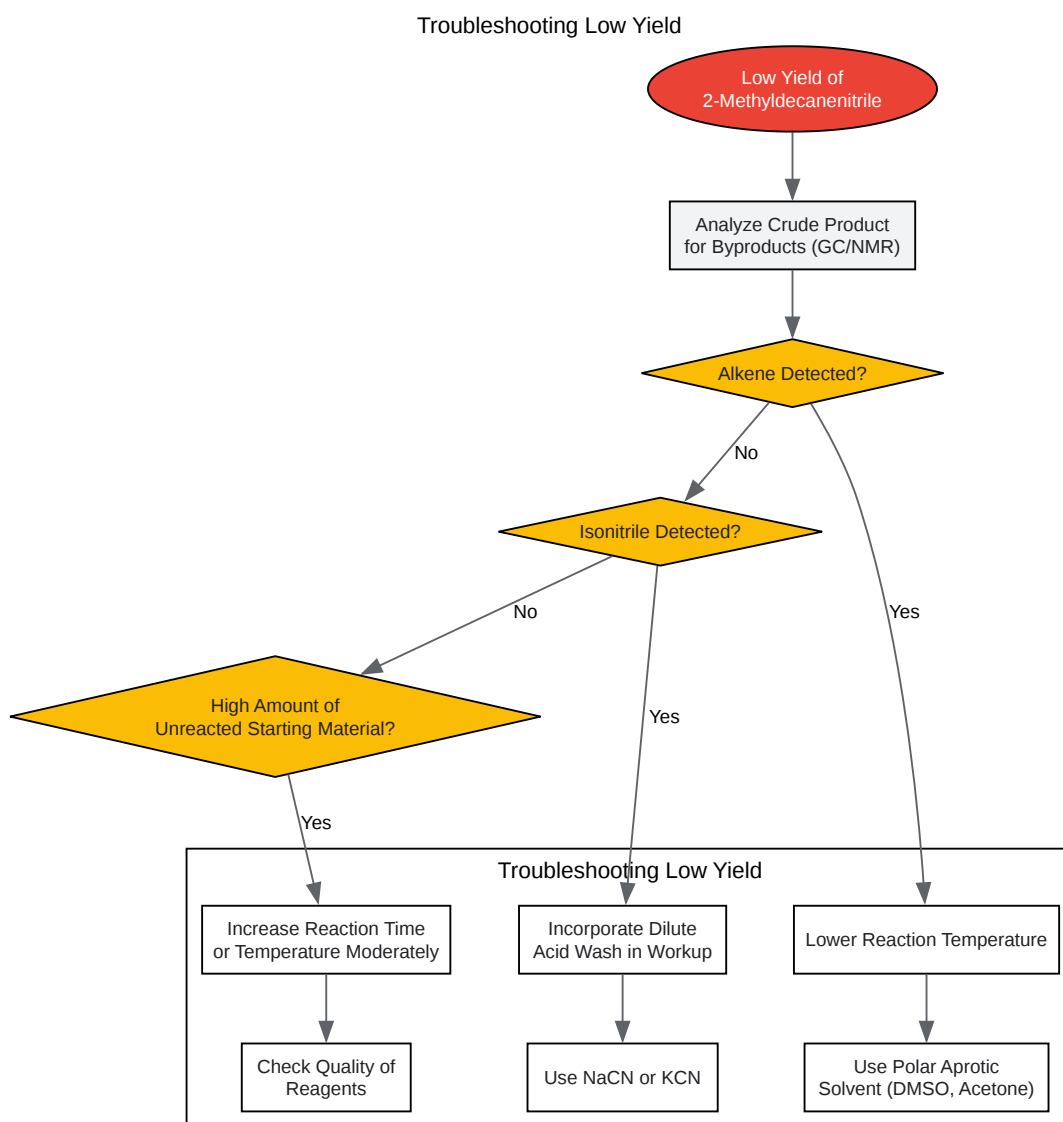 Troubleshooting Low Yield
Low Yield of
2-Methyldecanenitrile
Analyze Crude Product
for Byproducts (GC/NMR)
Alkene Detected?
No
Isonitrile Detected?
No
Yes
High Amount of
Unreacted Starting Material?
Yes
Yes
Troubleshooting Low Yield
Increase Reaction Time
or Temperature Moderately
Incorporate Dilute
Acid Wash in Workup
Lower Reaction Temperature
Check Quality of
Reagents
Use NaCN or KCN
Use Polar Aprotic
Solvent (DMSO, Acetone)